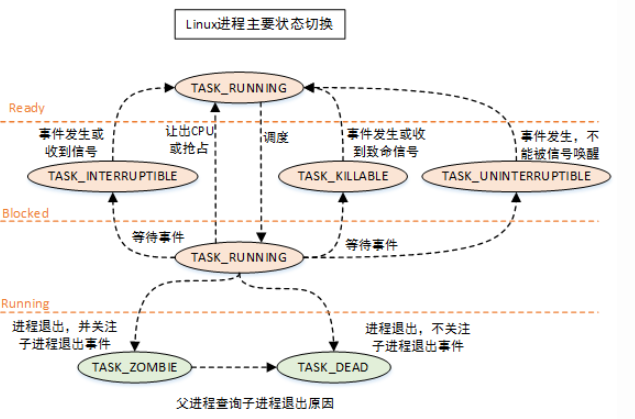 Linux进程主要状态切换
TASK_RUNNING
Ready
事件发生或
收到信号
让出CPU
或抢占
调度
事件发生或收
到致命信号
事件发生，不
能被信号唤醒
TASK_INTERRUPTIBLE
TASK_KILLABLE
TASK_UNINTERRUPTIBLE
Blocked
等待事件
等待事件
TASK_RUNNING
Running
进程退出，并关注
子进程退出事件
进程退出，不关注
子进程退出事件
TASK_ZOMBIE
TASK_DEAD
父进程查询子进程退出原因